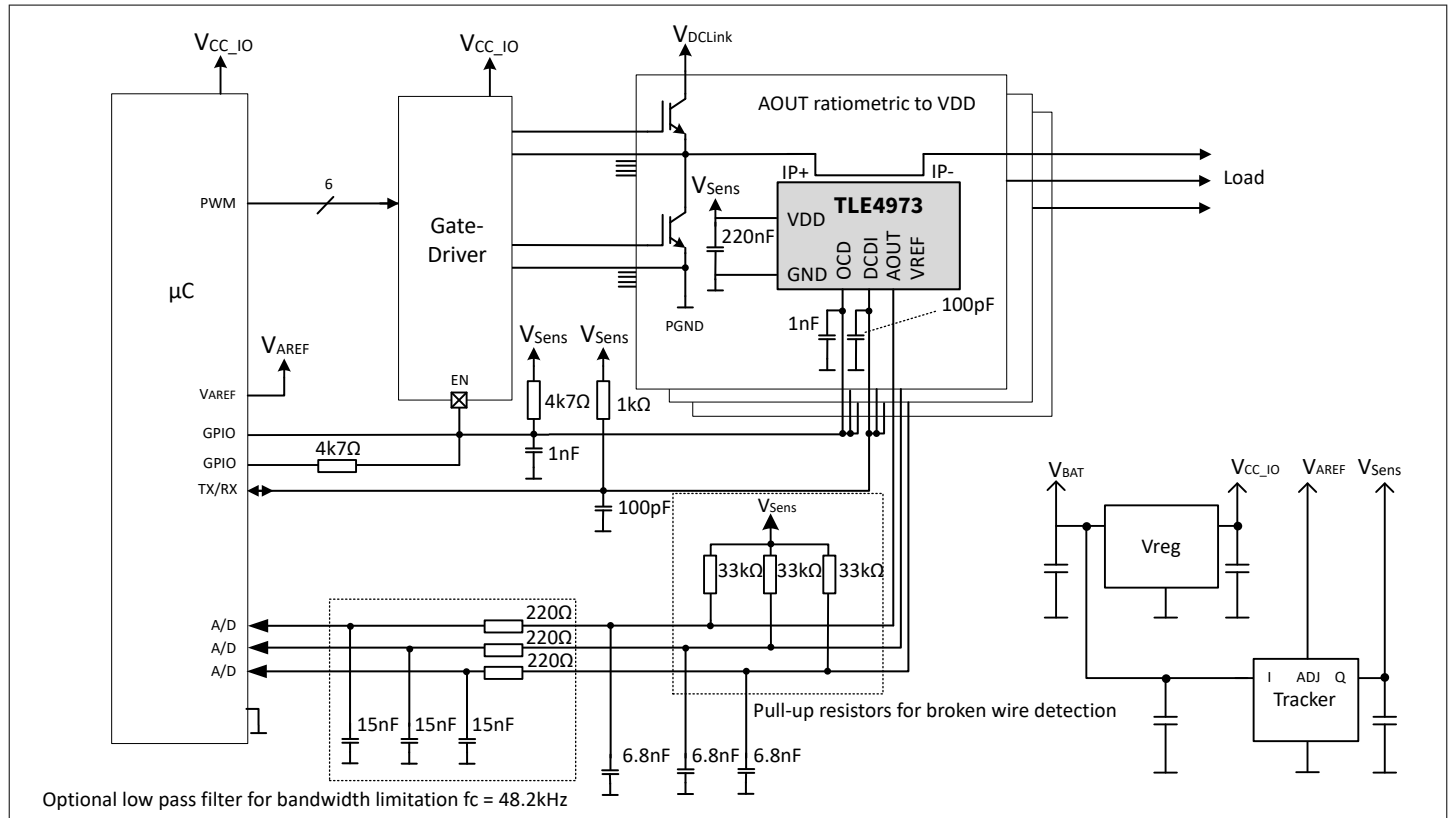 VCC_IO
VCC_IO
VDCLink
AOUT ratiometric to VDD
IP+
IP-
Load
PWM
6
Gate-
Driver
VSens
TLE4973
VDD
220nF
GND
OCD
DCDI
AOUT
VREF
µC
1nF
100pF
PGND
VAREF
VSens
VSens
EN
VAREF
4k7Ω
1kΩ
GPIO
4k7Ω
GPIO
1nF
TX/RX
100pF
VSens
33kΩ
33kΩ
33kΩ
VBAT
VCC_IO
VAREF
VSens
Vreg
A/D
220Ω
A/D
220Ω
A/D
220Ω
I
ADJ
Q
Tracker
Pull-up resistors for broken wire detection
15nF
15nF
15nF
6.8nF
6.8nF
6.8nF
Optional low pass filter for bandwidth limitation fc = 48.2kHz